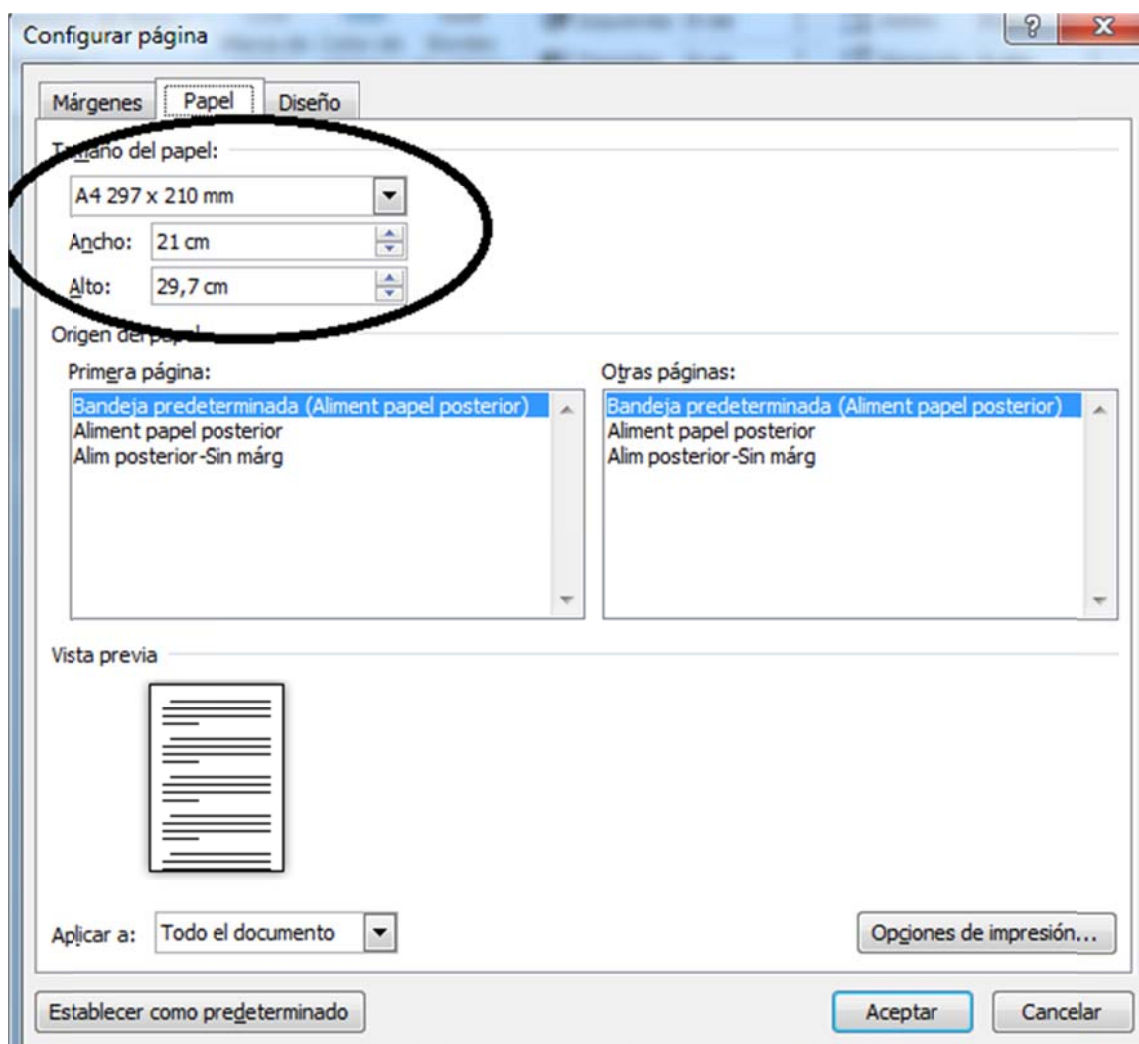 Configurar página
Márgenes Papel Diseño
Tamaño del papel:
A4 297 x 210 mm
Ancho: 21 cm
Alto: 29,7 cm
Origen del papel
Primera página: Otras páginas:
Bandeja predeterminada (Aliment papel posterior) Bandeja predeterminada (Aliment papel posterior)
Aliment papel posterior Aliment papel posterior
Alim posterior-Sin márg Alim posterior-Sin márg
Vista previa
Aplicar a: Todo el documento Opciones de impresión...
Establecer como predeterminado Aceptar Cancelar